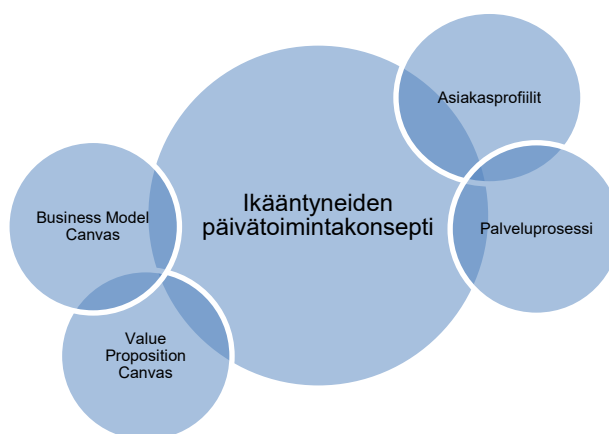 Asiakasprofiilit
Ikääntyneiden
päivätoimintakonsepti
Business Model
Canvas
Palveluprosessi
Value
Proposition
Canvas